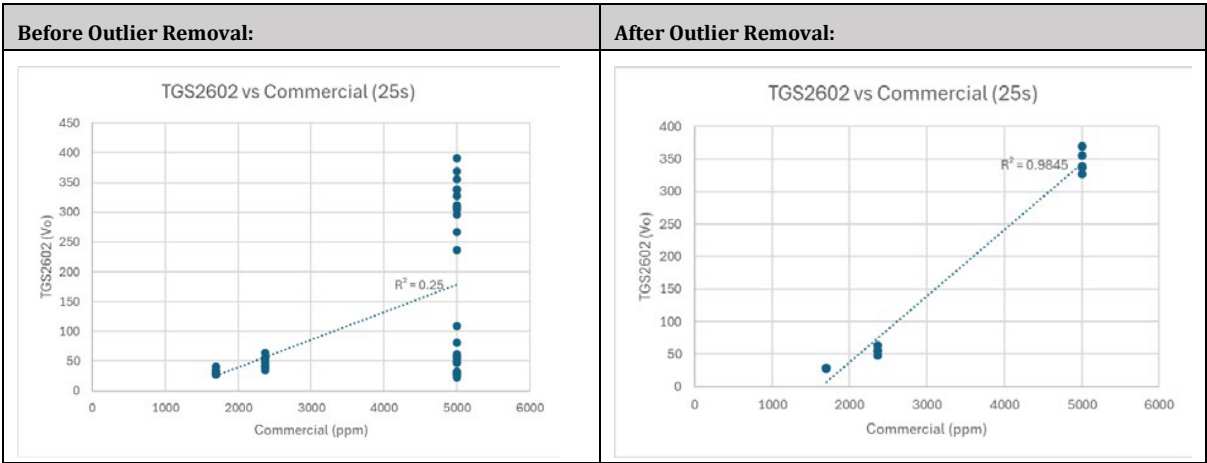 Before Outlier Removal:
After Outlier Removal:
TGS2602 vs Commercial (25s)
450
400
350
300
250
200
150
100
50
0
TGS2602 (Vo)
R² = 0.25
0 1000 2000 3000 4000 5000 6000
Commercial (ppm)
TGS2602 vs Commercial (25s)
400
350
300
250
200
150
100
50
0
TGS2602 (Vo)
R² = 0.9845
0 1000 2000 3000 4000 5000 6000
Commercial (ppm)